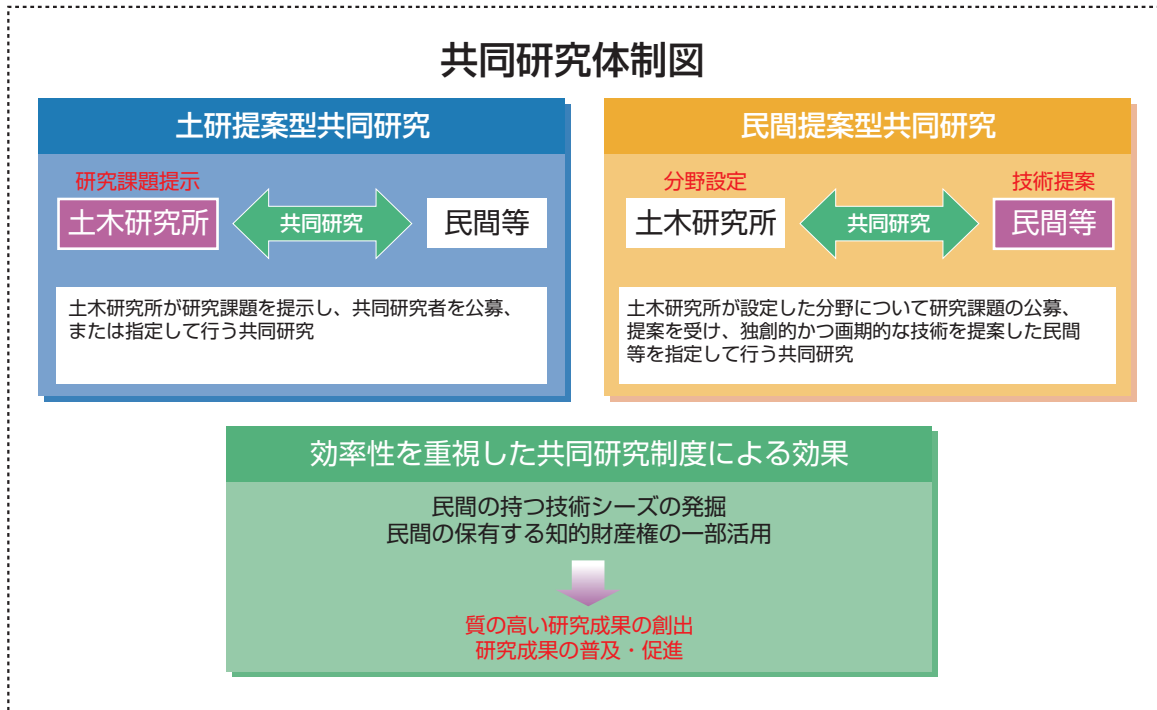 共同研究体制図
土研提案型共同研究
研究課題提示
土木研究所
共同研究
民間等
土木研究所が研究課題を提示し、共同研究者を公募、
または指定して行う共同研究
民間提案型共同研究
分野設定
技術提案
土木研究所
共同研究
民間等
土木研究所が設定した分野について研究課題の公募、
提案を受け、独創的かつ画期的な技術を提案した民間
等を指定して行う共同研究
効率性を重視した共同研究制度による効果
民間の持つ技術シーズの発掘
民間の保有する知的財産権の一部活用
質の高い研究成果の創出
研究成果の普及・促進